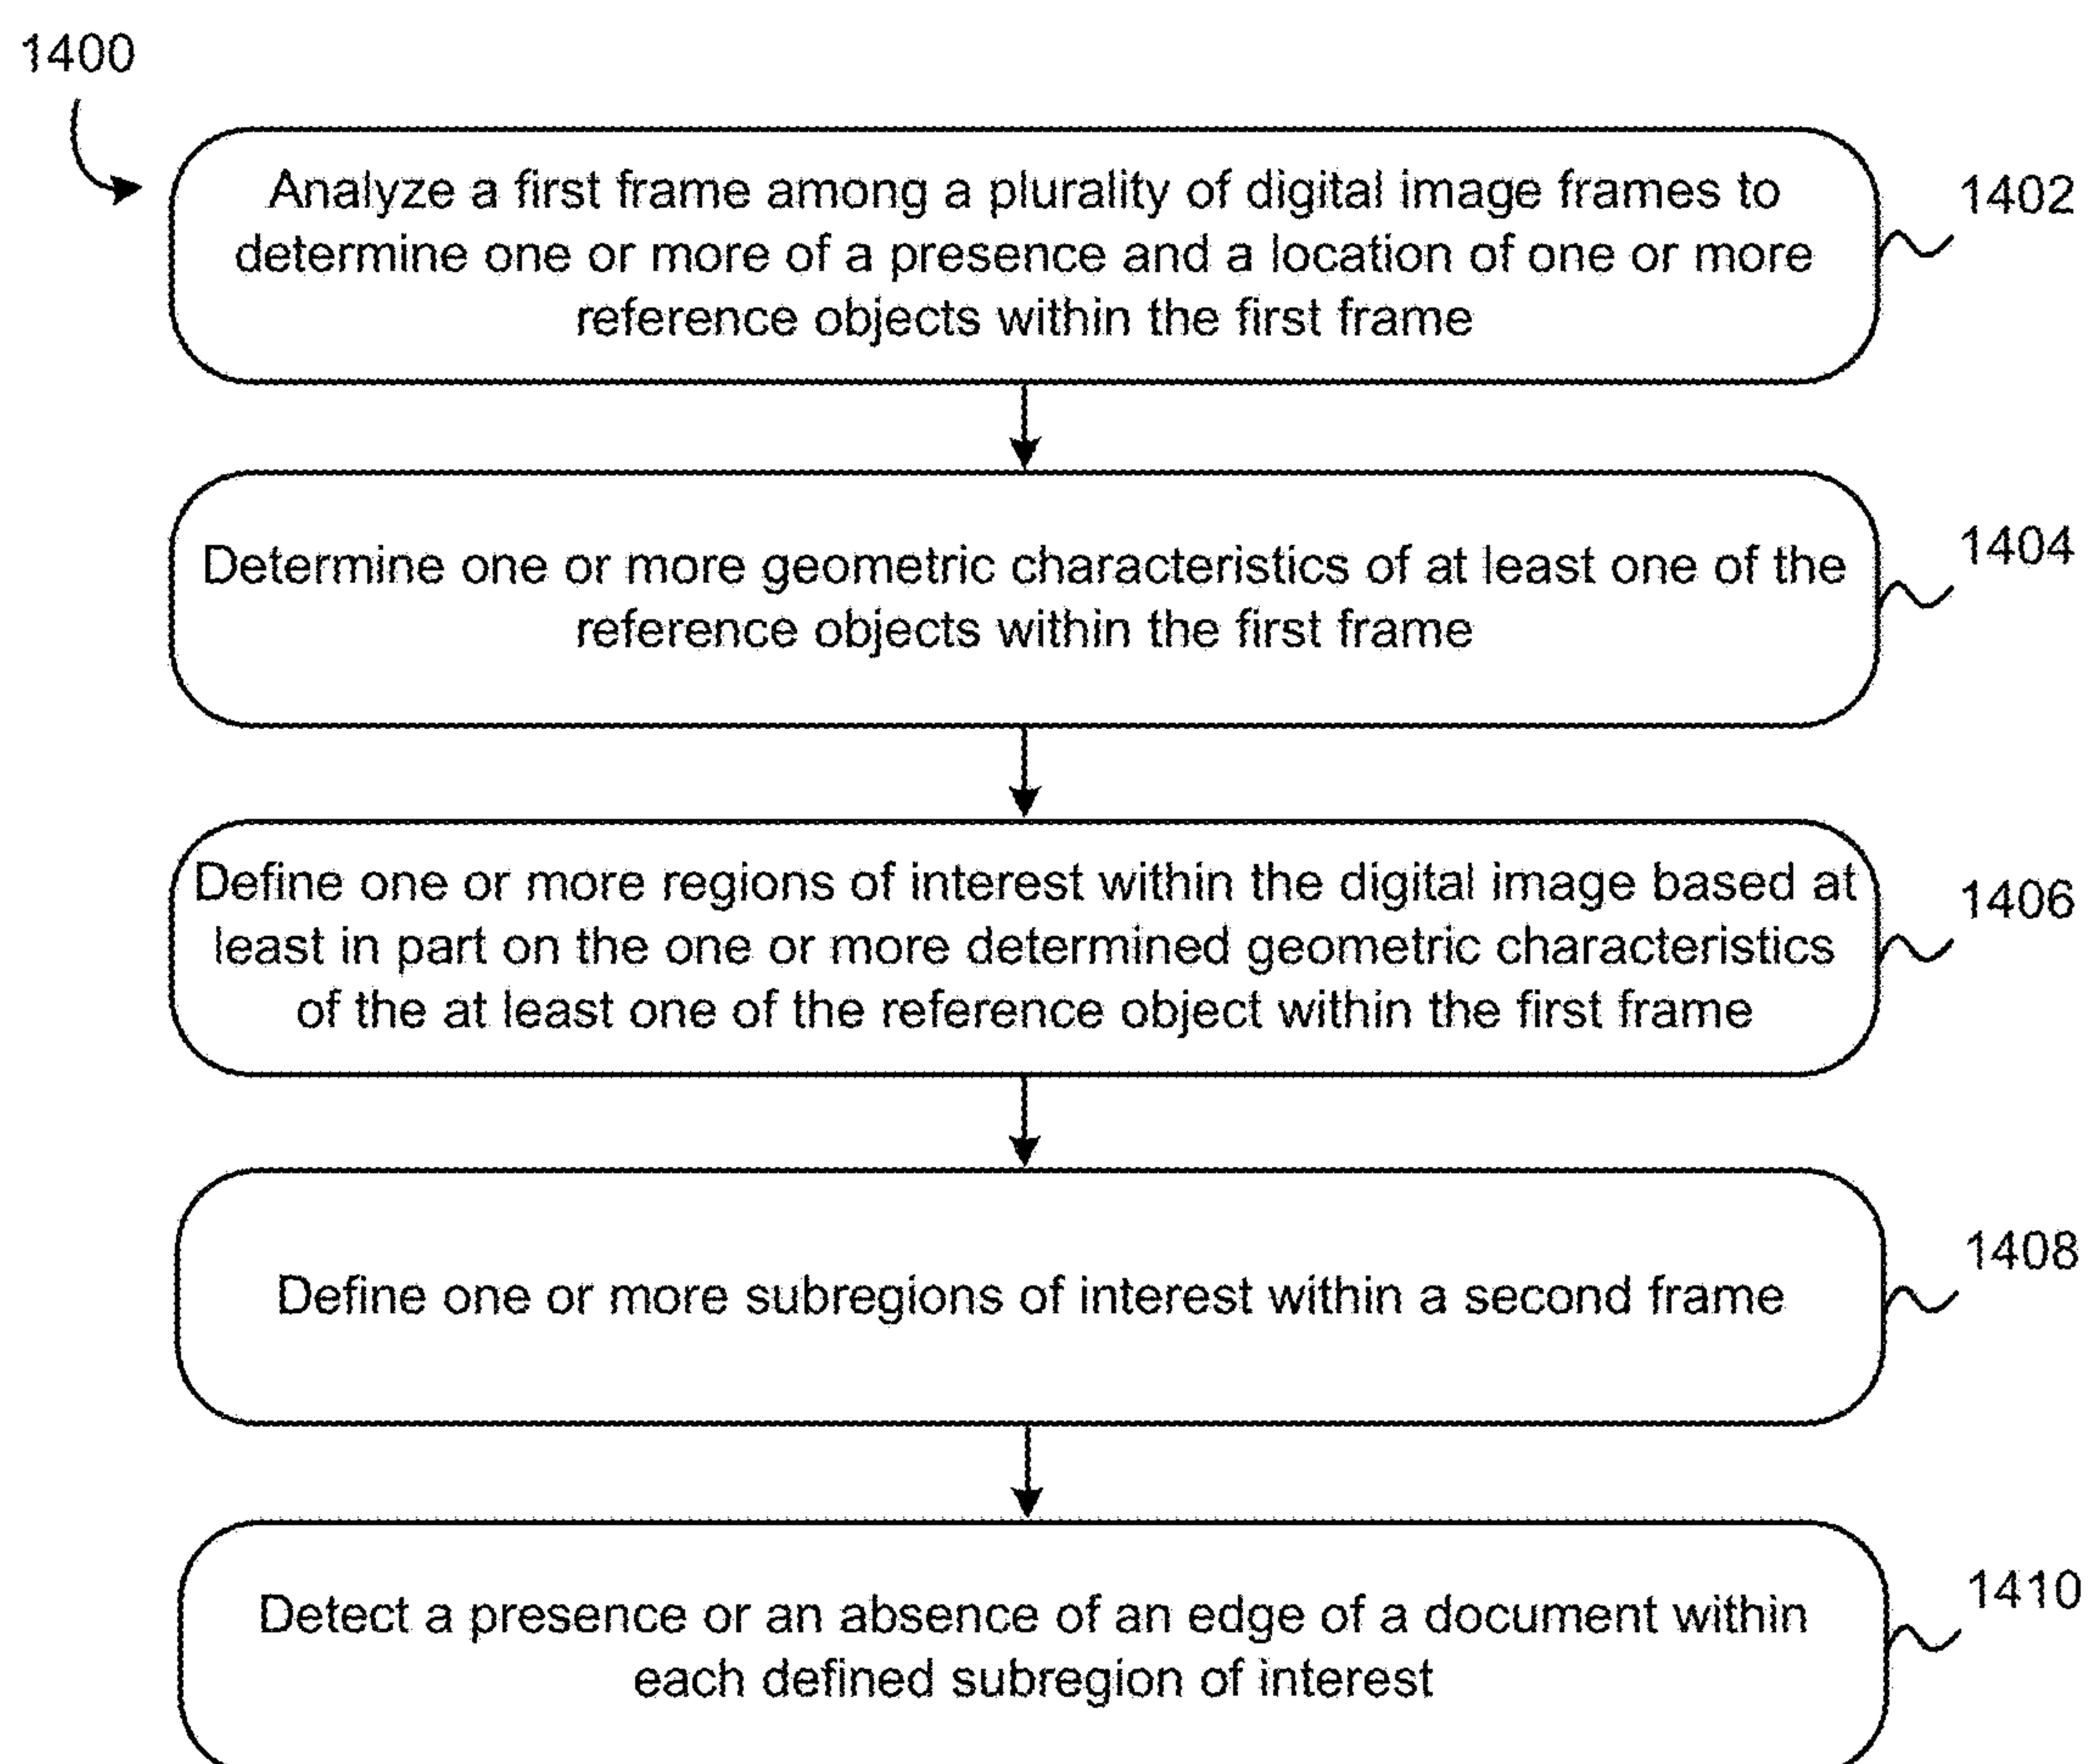 1400
Analyze a first frame among a plurality of digital image frames to
determine one or more of a presence and a location of one or more
reference objects within the first frame
1402
Determine one or more geometric characteristics of at least one of the
reference objects within the first frame
1404
Define one or more regions of interest within the digital image based at
least in part on the one or more determined geometric characteristics
of the at least one of the reference object within the first frame
1406
Define one or more subregions of interest within a second frame
1408
Detect a presence or an absence of an edge of a document within
each defined subregion of interest
1410